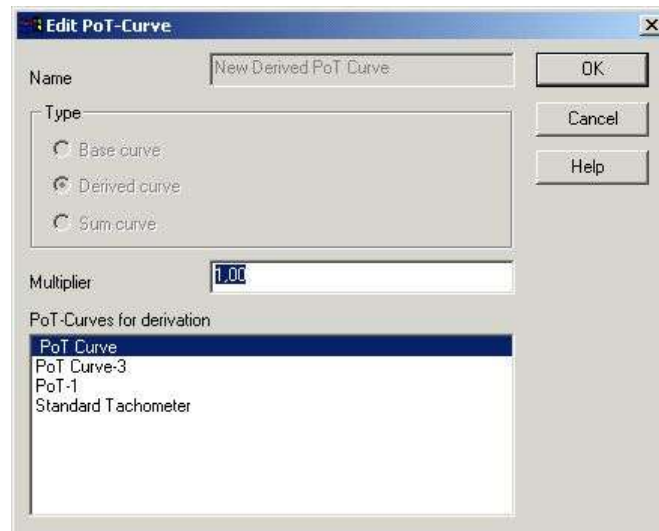 Edit PoT-Curve
Name
New Derived PoT Curve
OK
Type
Cancel
Base curve
Help
Derived curve
Sum curve
Multiplier
1,00
PoT-Curves for derivation
PoT Curve
PoT Curve-3
PoT-1
Standard Tachometer